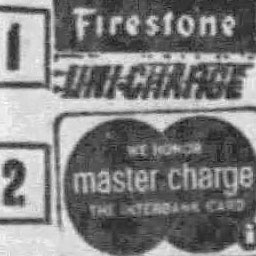 1
Firestone
UNI-CHARGE
2
WE HONOR
master charge
THE INTERBANK CARD